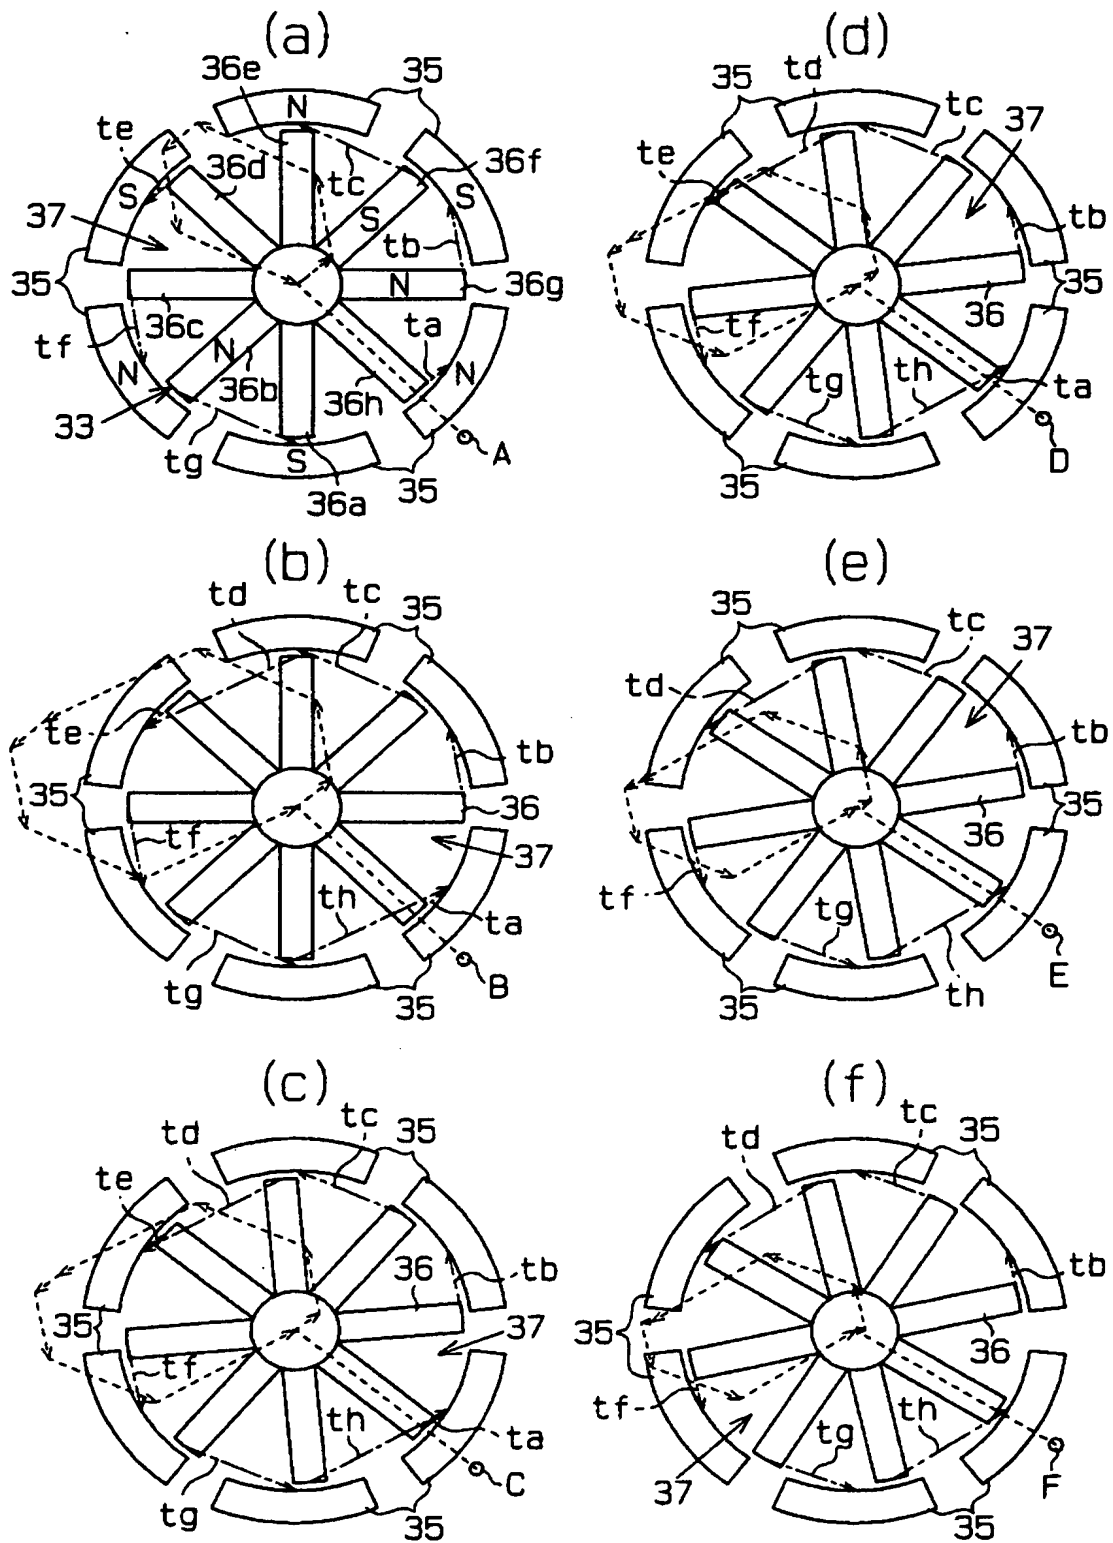 (a)
36e
35
N
te
36d
tc
36f
S
S
37
S
tb
35
N
36g
36c
ta
tf
N
36b
N
36h
N
33
tg
S
A
35
36a
(d)
td
35
tc
37
te
tb
35
36
tf
tg
th
ta
35
D
(b)
td
tc
35
te
tb
35
36
tf
37
th
ta
tg
35
B
(e)
35
tc
37
td
tb
35
36
tf
tg
E
35
th
(c)
tc
35
td
te
36
tb
35
37
tf
th
ta
C
tg
35
(f)
tc
35
td
tb
35
36
tf
th
tg
37
F
35